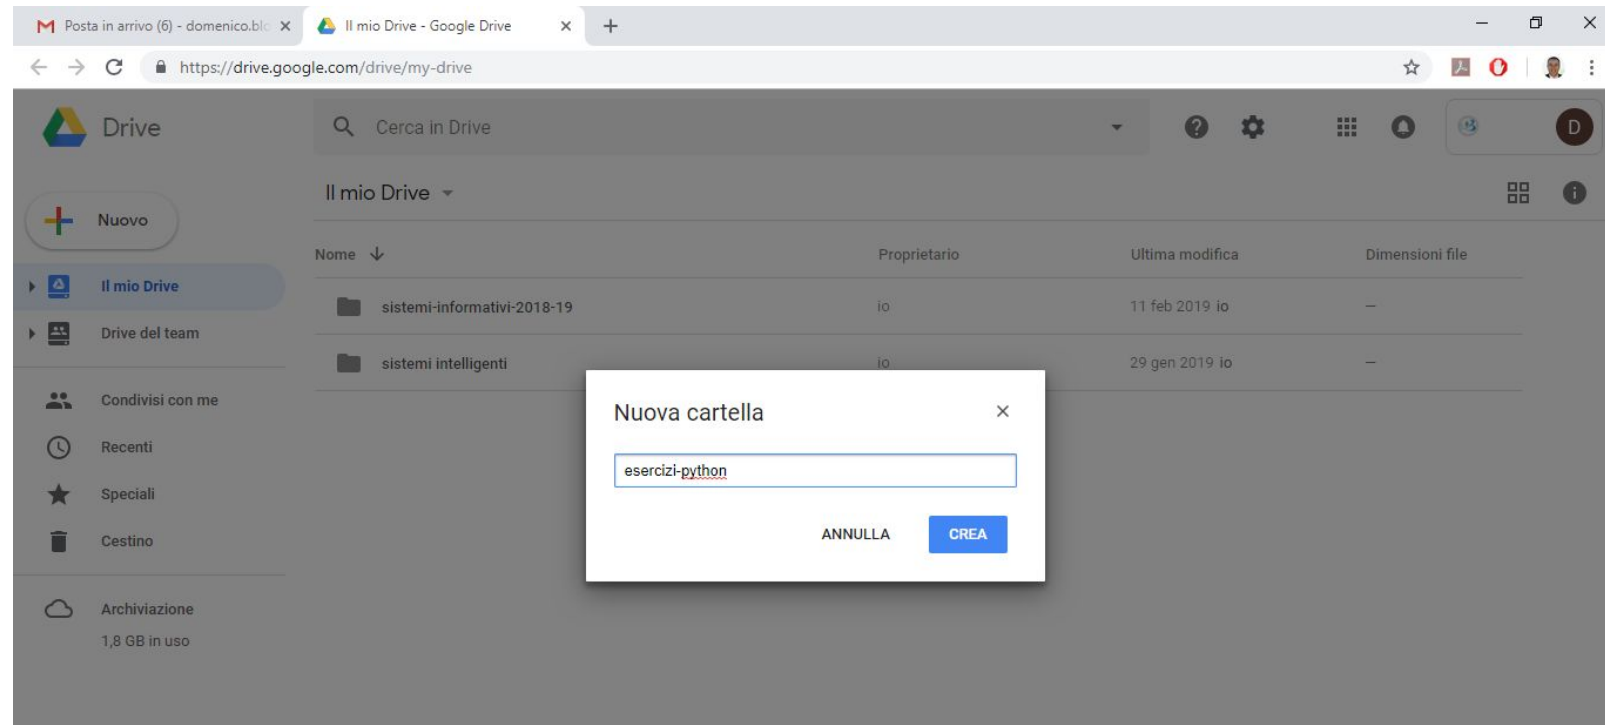 Posta in arrivo (6) - domenico.blo
Il mio Drive - Google Drive
https://drive.google.com/drive/my-drive
Drive
Cerca in Drive
D
Il mio Drive
Nuovo
Nome
Proprietario
Ultima modifica
Dimensioni file
Il mio Drive
sistemi-informativi-2018-19
io
11 feb 2019 io
—
Drive del team
sistemi intelligenti
io
29 gen 2019 io
—
Condivisi con me
Recenti
Speciali
Cestino
Archiviazione
1,8 GB in uso
Nuova cartella
esercizi-python
ANNULLA
CREA